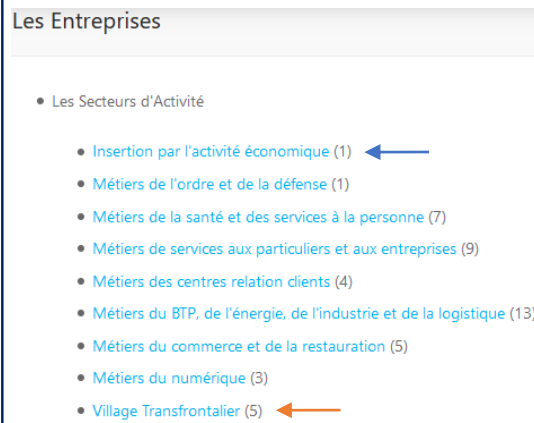 Les Entreprises
Les Secteurs d'Activité
Insertion par l'activité économique (1)
Métiers de l'ordre et de la défense (1)
Métiers de la santé et des services à la personne (7)
Métiers de services aux particuliers et aux entreprises (9)
Métiers des centres relation clients (4)
Métiers du BTP, de l'énergie, de l'industrie et de la logistique (13)
Métiers du commerce et de la restauration (5)
Métiers du numérique (3)
Village Transfrontalier (5)